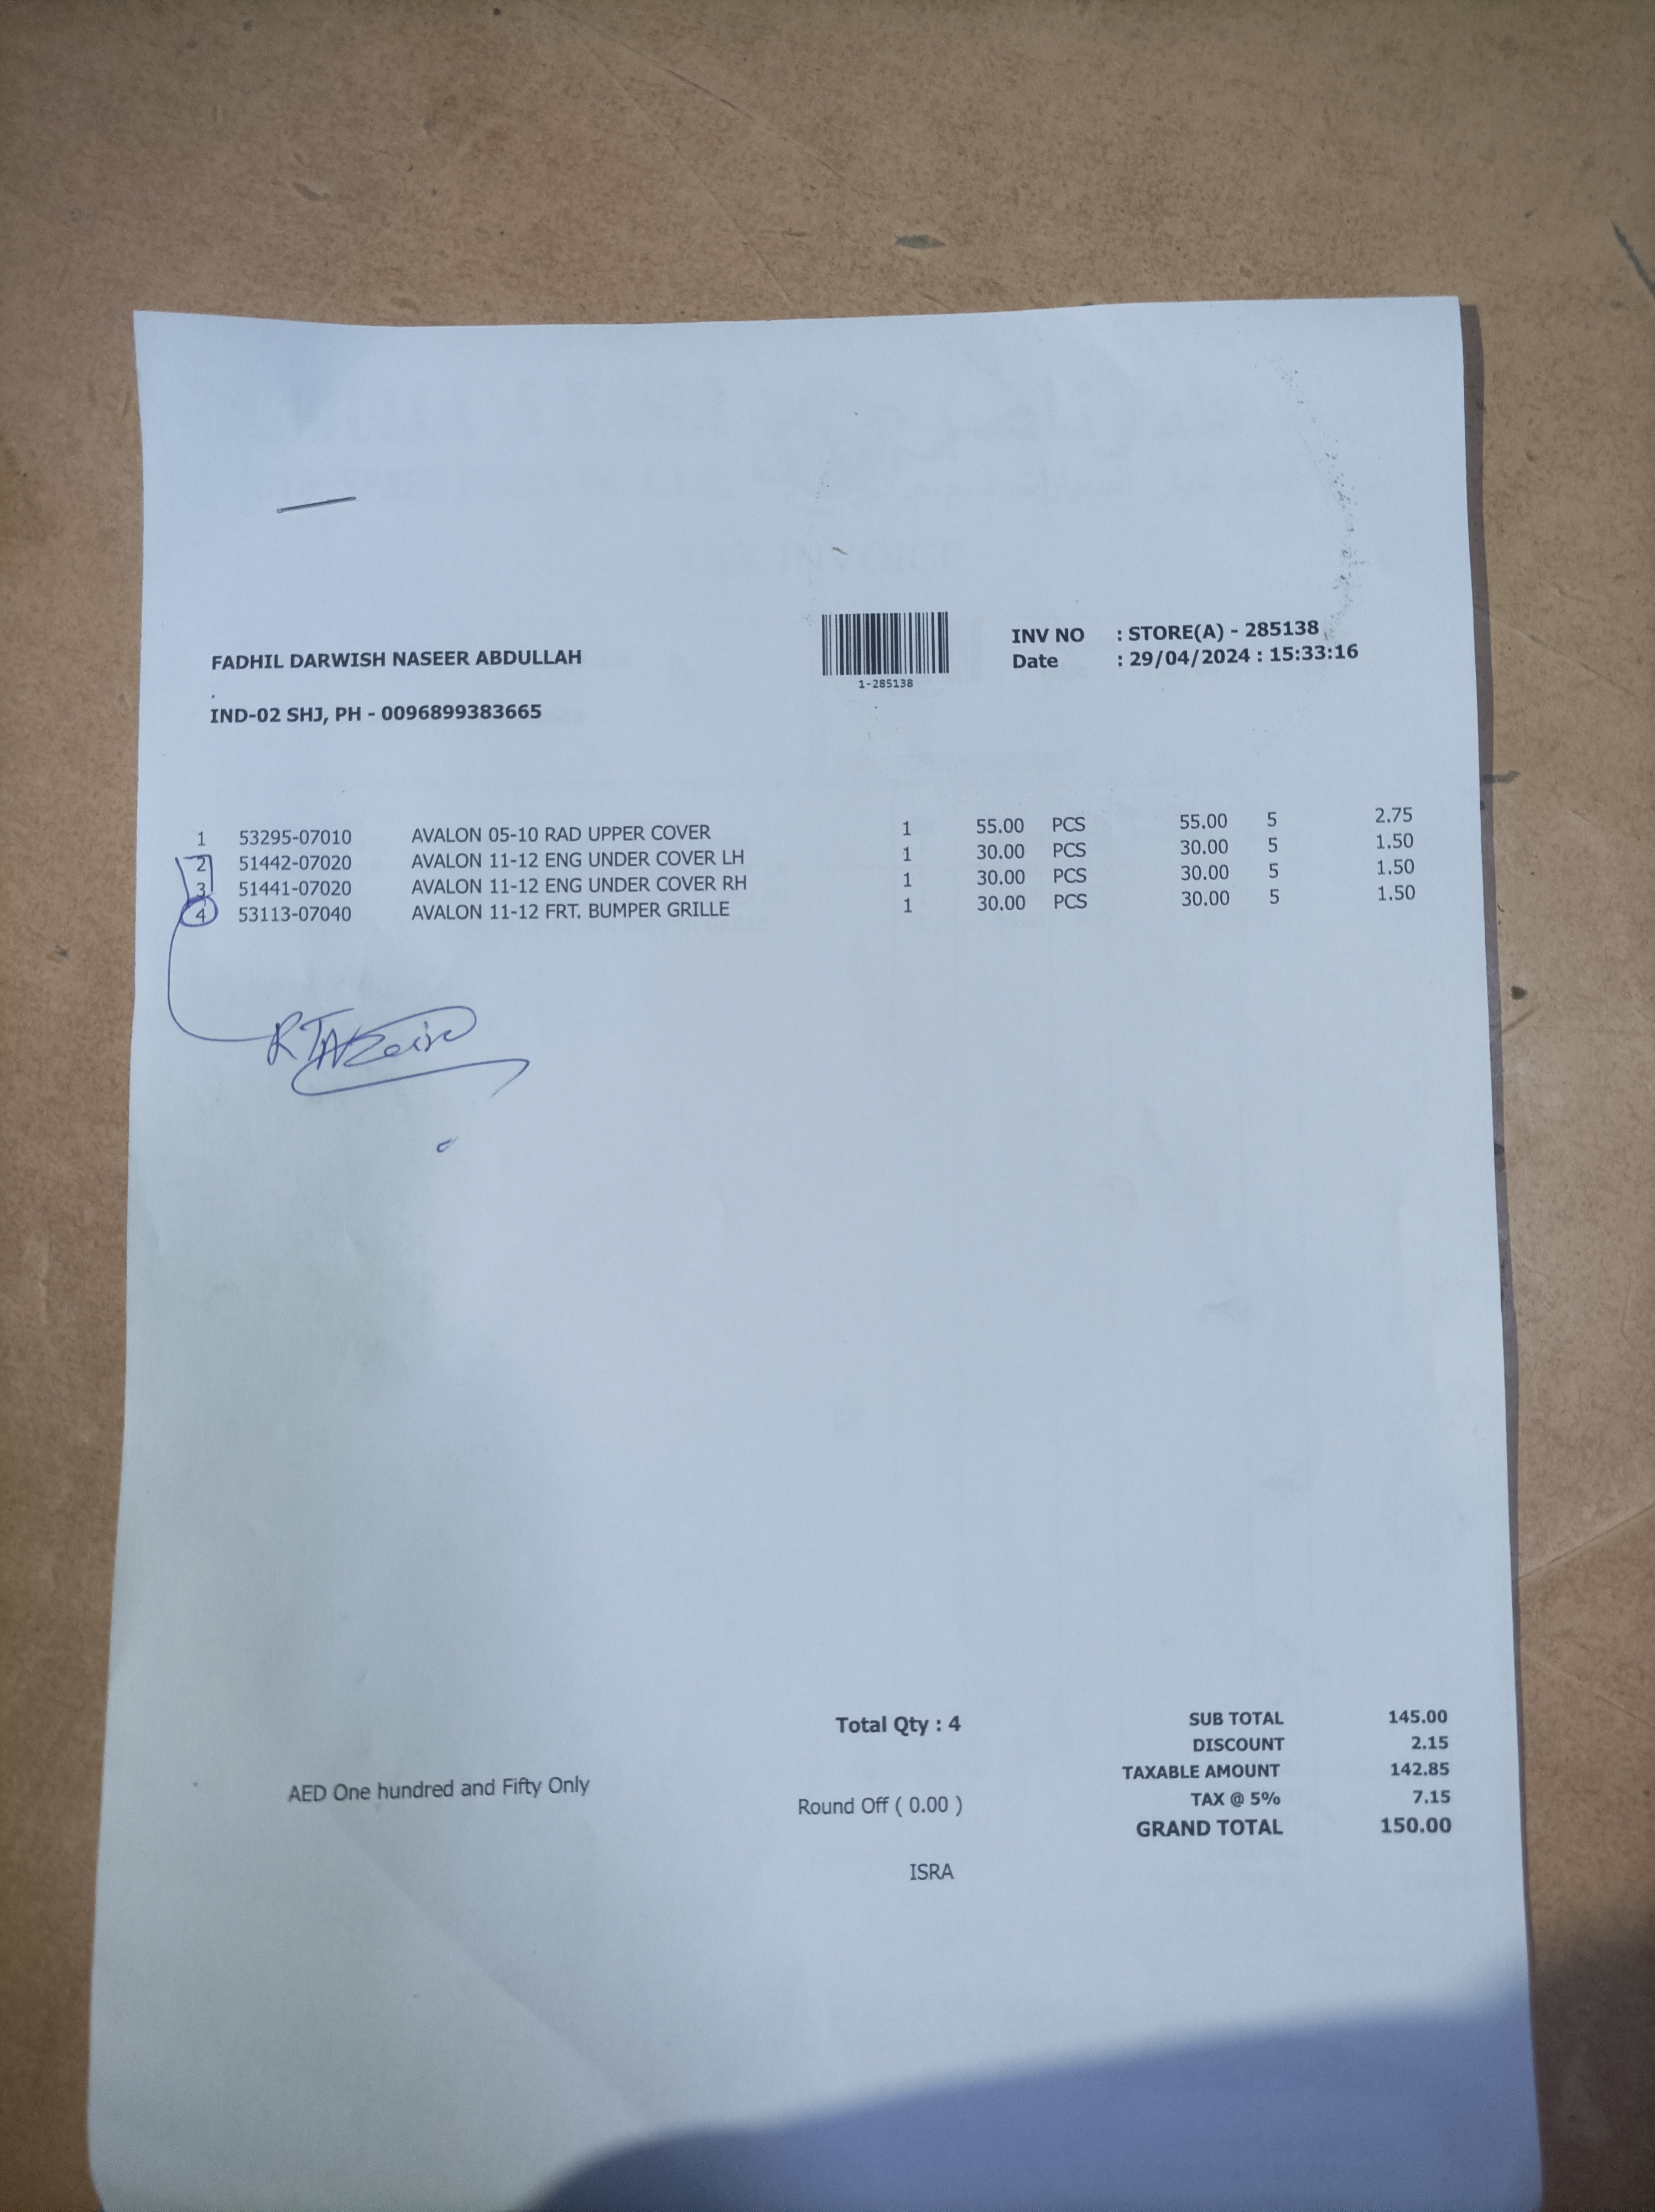 FADHIL DARWISH NASEER ABDULLAH
.
IND-02 SHJ, PH - 0096899383665
1-285138
INV NO : STORE(A) - 285138
Date : 29/04/2024 : 15:33:16
1 53295-07010 AVALON 05-10 RAD UPPER COVER 1 55.00 PCS 55.00 5 2.75
2 51442-07020 AVALON 11-12 ENG UNDER COVER LH 1 30.00 PCS 30.00 5 1.50
3 51441-07020 AVALON 11-12 ENG UNDER COVER RH 1 30.00 PCS 30.00 5 1.50
4 53113-07040 AVALON 11-12 FRT. BUMPER GRILLE 1 30.00 PCS 30.00 5 1.50
Total Qty : 4
SUB TOTAL 145.00
DISCOUNT 2.15
TAXABLE AMOUNT 142.85
TAX @ 5% 7.15
GRAND TOTAL 150.00
AED One hundred and Fifty Only
Round Off ( 0.00 )
ISRA